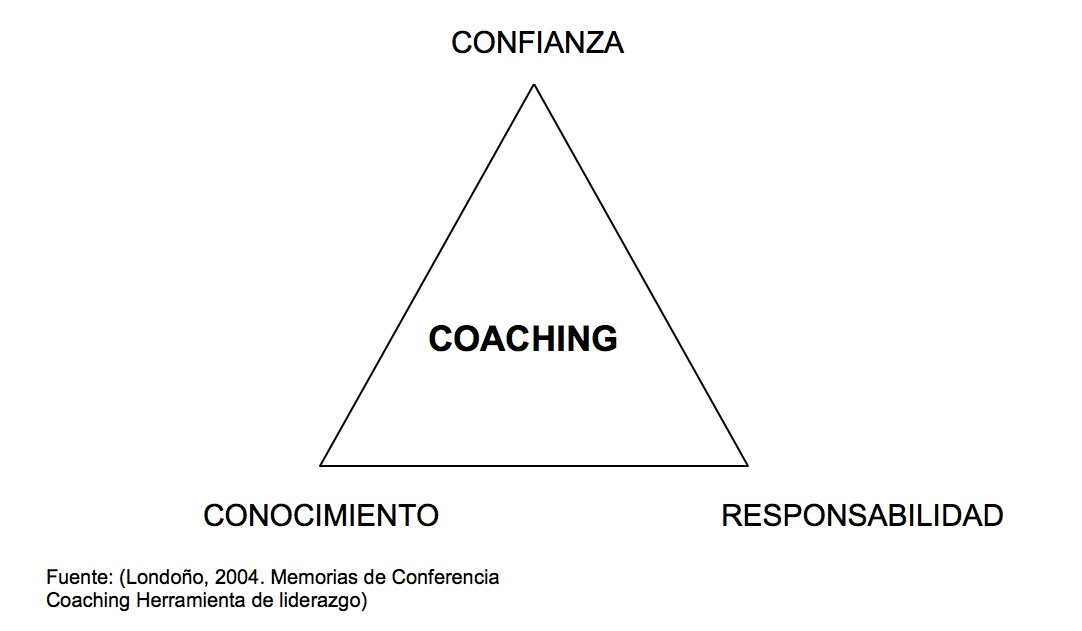 CONFIANZA
COACHING
CONOCIMIENTO
RESPONSABILIDAD
Fuente: (Londoño, 2004. Memorias de Conferencia
Coaching Herramienta de liderazgo)